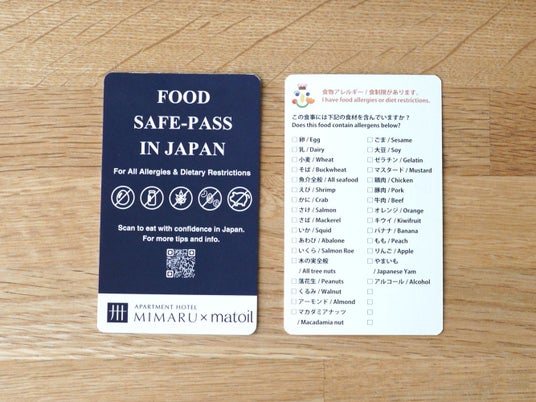 FOOD
SAFE-PASS
IN JAPAN
For All Allergies & Dietary Restrictions
Scan to eat with confidence in Japan.
For more tips and info.
APARTMENT HOTEL
MIMARU×matoil
食物アレルギー / 食制限があります。
I have food allergies or diet restrictions.
この食事には下記の食材を含んでいますか?
Does this food contain allergens below?
卵 / Egg
乳 / Dairy
小麦 / Wheat
そば / Buckwheat
魚介全般 / All seafood
えび / Shrimp
かに / Crab
さけ / Salmon
さば / Mackerel
いか / Squid
あわび / Abalone
いくら / Salmon Roe
木の実全般
/ All tree nuts
落花生 / Peanuts
くるみ / Walnut
アーモンド / Almond
マカダミアナッツ
/ Macadamia nut
ごま / Sesame
大豆 / Soy
ゼラチン / Gelatin
マスタード / Mustard
鶏肉 / Chicken
豚肉 / Pork
牛肉 / Beef
オレンジ / Orange
キウイ / Kiwifruit
バナナ / Banana
もも / Peach
りんご / Apple
やまいも
/ Japanese Yam
アルコール / Alcohol